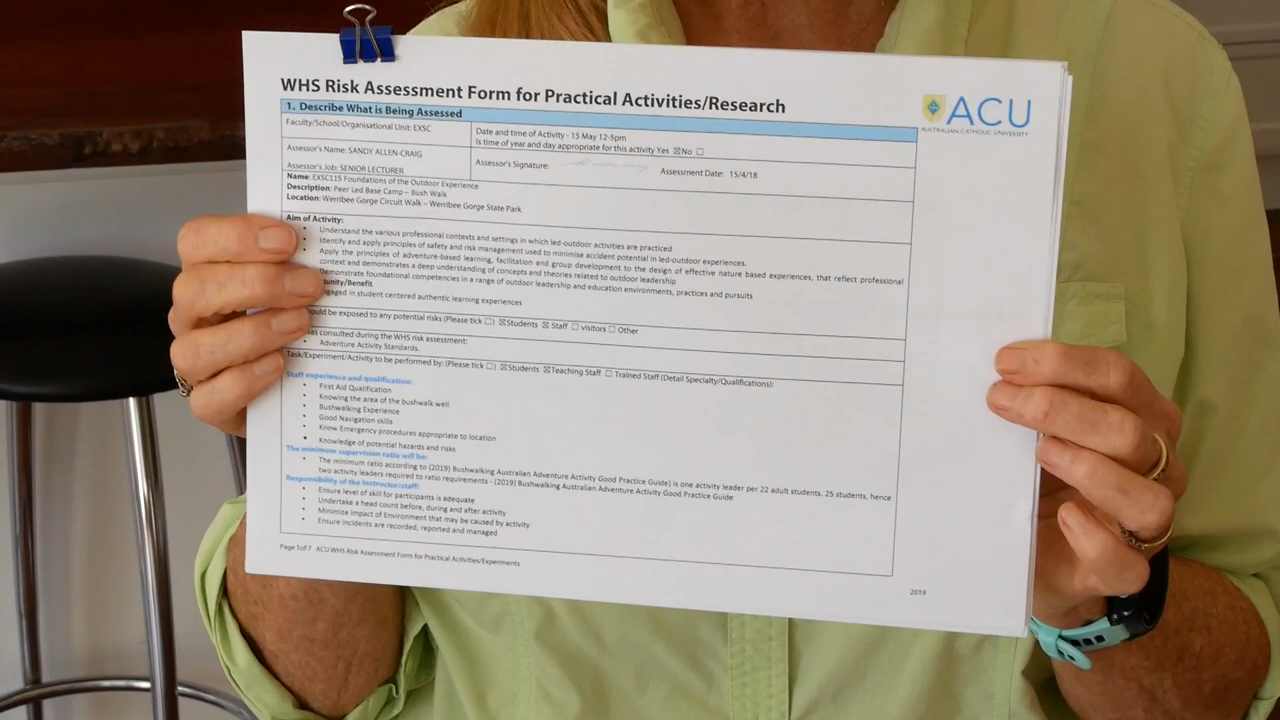 WHS Risk Assessment Form for Practical Activities/Research
ACU
AUSTRALIAN CATHOLIC UNIVERSITY
1. Describe What is Being Assessed
Faculty/School/Organisational Unit: EXSC
Date and time of Activity - 15 May 12-5pm
Is time of year and day appropriate for this activity Yes ☒No ☐
Assessor's Name: SANDY ALLEN-CRAIG
Assessor's Job: SENIOR LECTURER
Assessor's Signature:
Assessment Date: 15/4/18
Name: EXSC115 Foundations of the Outdoor Experience
Description: Peer Led Base Camp – Bush Walk
Location: Werribee Gorge Circuit Walk – Werribee Gorge State Park
Aim of Activity:
• Understand the various professional contexts and settings in which led-outdoor activities are practiced
• Identify and apply principles of safety and risk management used to minimise accident potential in led-outdoor experiences.
• Apply the principles of adventure-based learning, facilitation and group development to the design of effective nature based experiences, that reflect professional
context and demonstrates a deep understanding of concepts and theories related to outdoor leadership
Demonstrate foundational competencies in a range of outdoor leadership and education environments, practices and pursuits
unity/Benefit
ngaged in student centered authentic learning experiences
ould be exposed to any potential risks (Please tick ☐) ☒Students ☒ Staff ☐ visitors ☐ Other
as consulted during the WHS risk assessment:
• Adventure Activity Standards.
Task/Experiment/Activity to be performed by: (Please tick ☐) ☒Students ☒Teaching Staff ☐ Trained Staff (Detail Specialty/Qualifications):
Staff experience and qualification:
• First Aid Qualification
• Knowing the area of the bushwalk well
• Bushwalking Experience
• Good Navigation skills
• Know Emergency procedures appropriate to location
• Knowledge of potential hazards and risks
The minimum supervision ratio will be:
• The minimum ratio according to (2019) Bushwalking Australian Adventure Activity Good Practice Guide) is one activity leader per 22 adult students. 25 students, hence
two activity leaders required to ratio requirements - (2019) Bushwalking Australian Adventure Activity Good Practice Guide
Responsibility of the instructor/staff:
• Ensure level of skill for participants is adequate
• Undertake a head count before, during and after activity
• Minimize impact of Environment that may be caused by activity
• Ensure incidents are recorded, reported and managed
Page 1of 7 ACU WHS Risk Assessment Form for Practical Activities/Experiments
2019